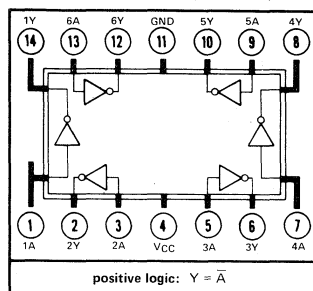 1Y 6A 6Y GND 5Y 5A 4Y
14 13 12 11 10 9 8
1 2 3 4 5 6 7
1A 2Y 2A VCC 3A 3Y 4A
positive logic: Y = A̅